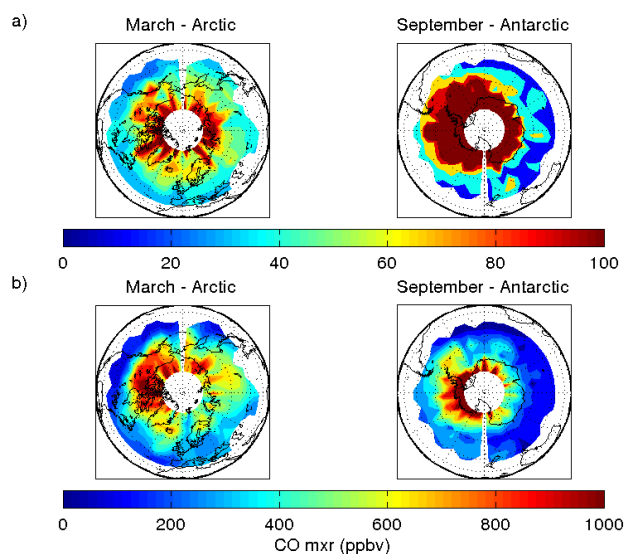 a)
March - Arctic
September - Antarctic
0 20 40 60 80 100
b)
March - Arctic
September - Antarctic
0 200 400 600 800 1000
CO mxr (ppbv)